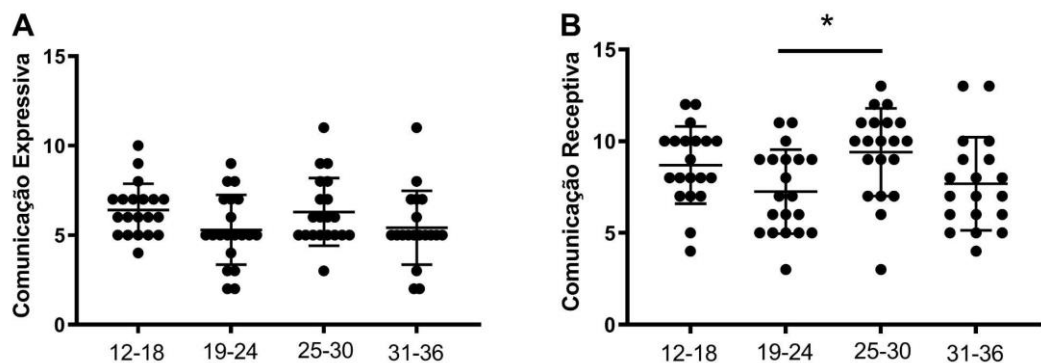 A
Comunicação Expressiva
15
10
5
0
12-18 19-24 25-30 31-36
B
Comunicação Receptiva
*
15
10
5
0
12-18 19-24 25-30 31-36